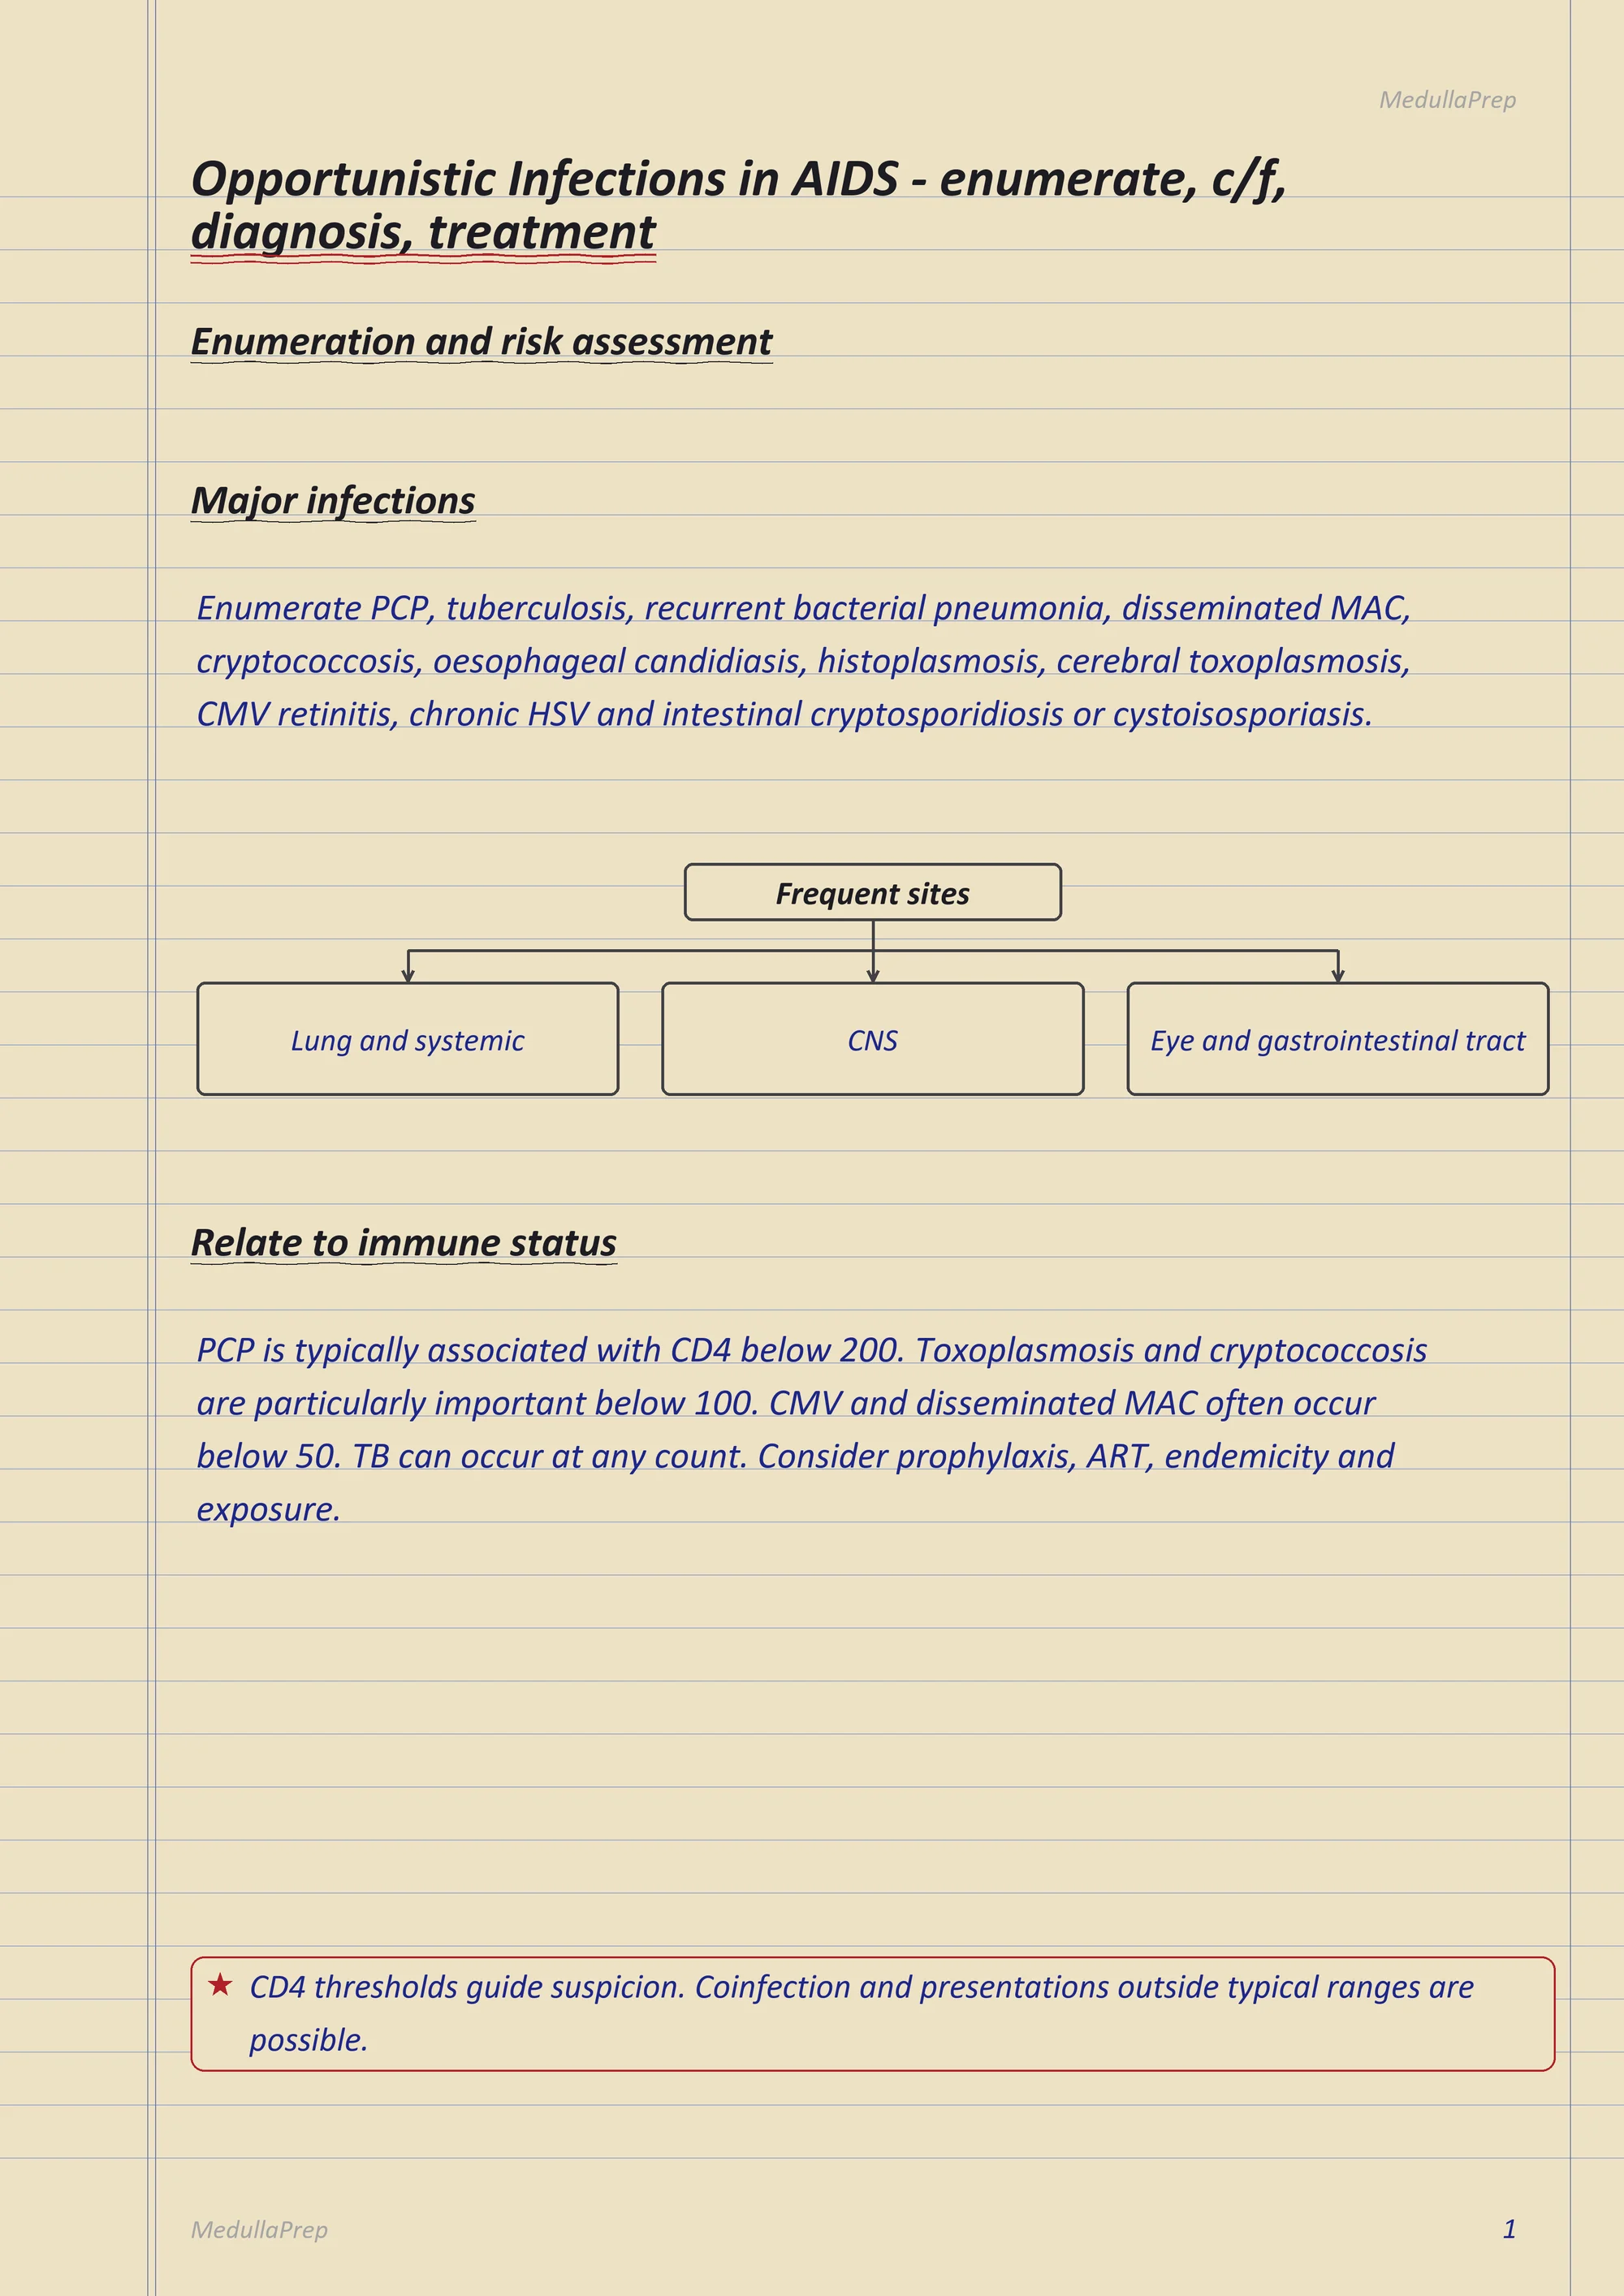 MedullaPrep
Opportunistic Infections in AIDS - enumerate, c/f,
diagnosis, treatment
Enumeration and risk assessment
Major infections
Enumerate PCP, tuberculosis, recurrent bacterial pneumonia, disseminated MAC,
cryptococcosis, oesophageal candidiasis, histoplasmosis, cerebral toxoplasmosis,
CMV retinitis, chronic HSV and intestinal cryptosporidiosis or cystoisosporiasis.
Frequent sites
Lung and systemic
CNS
Eye and gastrointestinal tract
Relate to immune status
PCP is typically associated with CD4 below 200. Toxoplasmosis and cryptococcosis
are particularly important below 100. CMV and disseminated MAC often occur
below 50. TB can occur at any count. Consider prophylaxis, ART, endemicity and
exposure.
★ CD4 thresholds guide suspicion. Coinfection and presentations outside typical ranges are
possible.
MedullaPrep
1